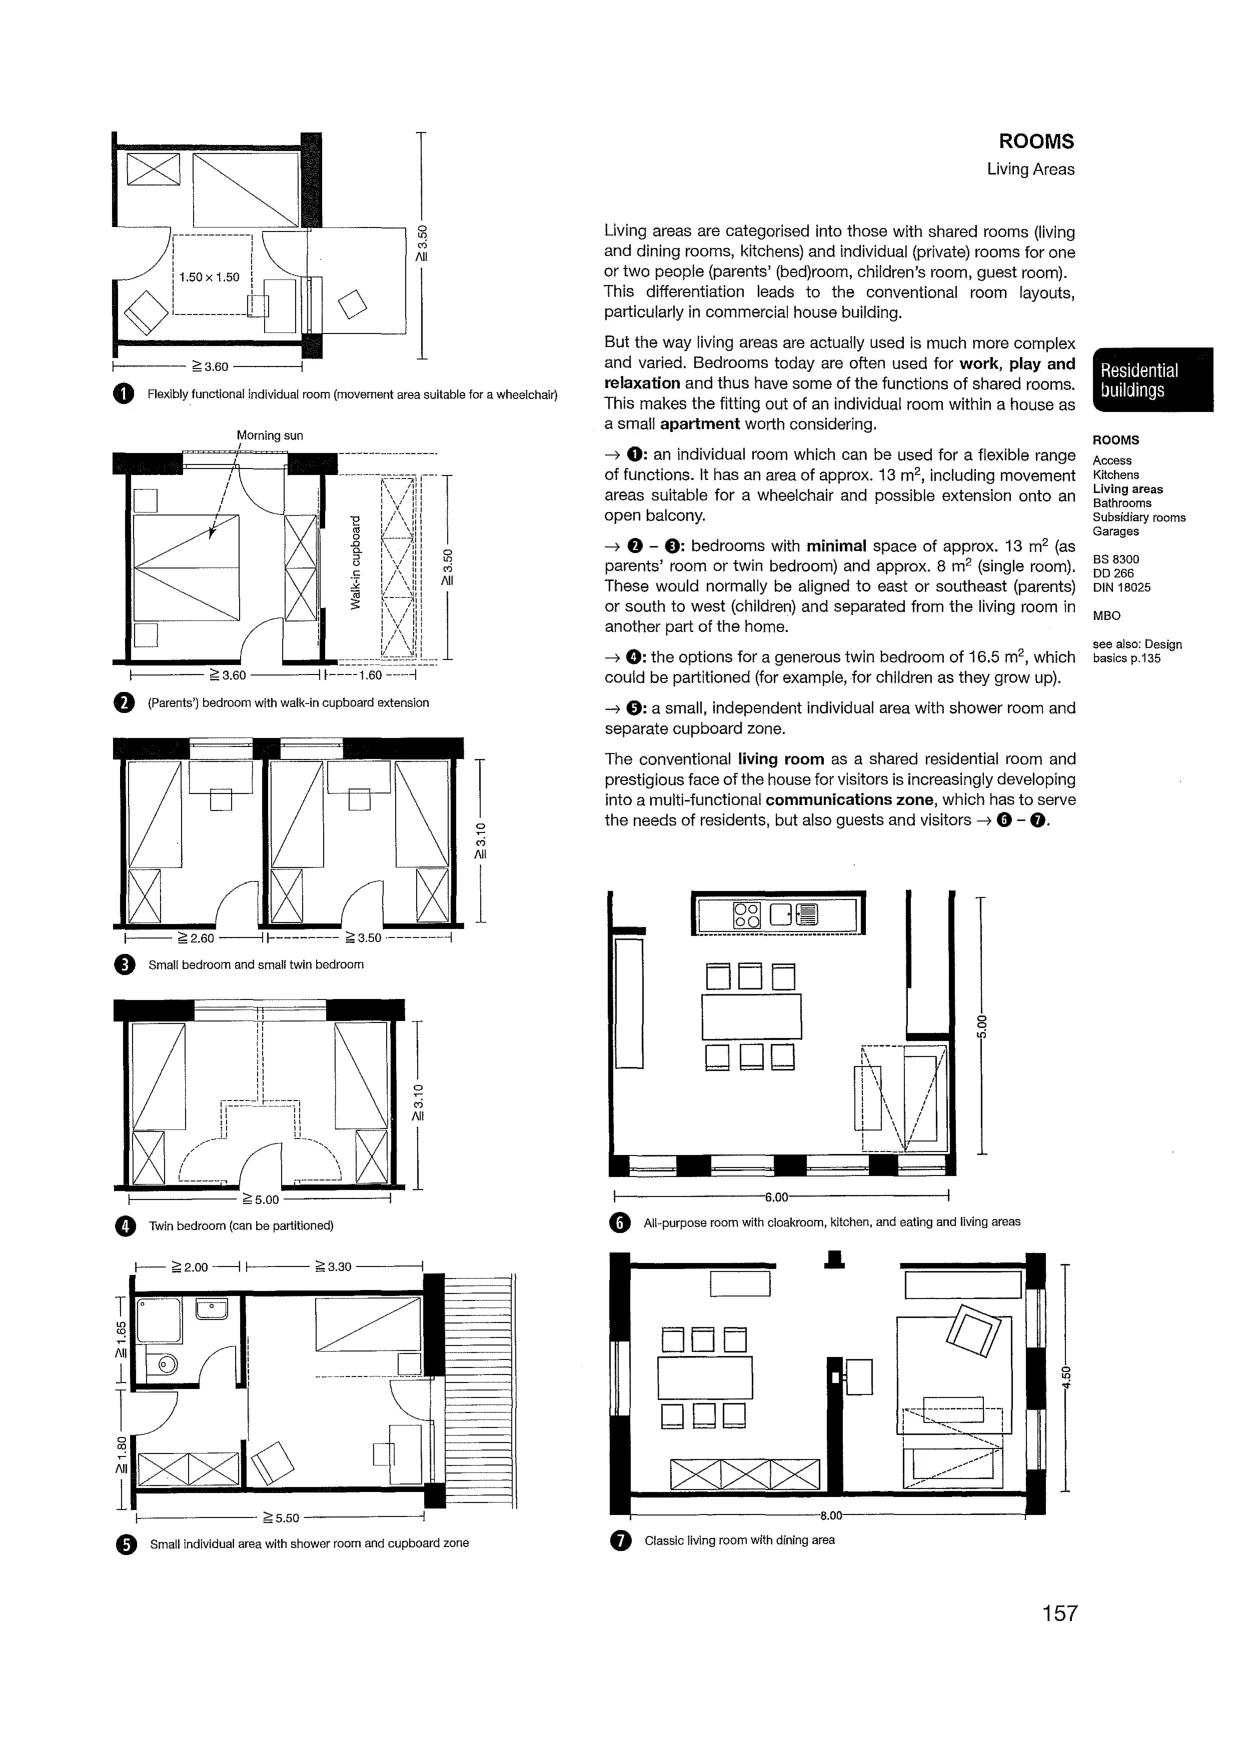 ROOMS
Living Areas
≧3.50
1.50 x 1.50
≧3.60
1 Flexibly functional individual room (movement area suitable for a wheelchair)
Morning sun
Walk-in cupboard
≧3.50
≧3.60
1.60
2 (Parents') bedroom with walk-in cupboard extension
≧3.10
≧2.60
≧3.50
3 Small bedroom and small twin bedroom
≧3.10
≧5.00
4 Twin bedroom (can be partitioned)
≧2.00
≧3.30
≧1.65
≧1.80
≧5.50
5 Small individual area with shower room and cupboard zone
Living areas are categorised into those with shared rooms (living
and dining rooms, kitchens) and individual (private) rooms for one
or two people (parents' (bed)room, children's room, guest room).
This differentiation leads to the conventional room layouts,
particularly in commercial house building.
But the way living areas are actually used is much more complex
and varied. Bedrooms today are often used for work, play and
relaxation and thus have some of the functions of shared rooms.
This makes the fitting out of an individual room within a house as
a small apartment worth considering.
→ 1: an individual room which can be used for a flexible range
of functions. It has an area of approx. 13 m², including movement
areas suitable for a wheelchair and possible extension onto an
open balcony.
→ 2 – 3: bedrooms with minimal space of approx. 13 m² (as
parents' room or twin bedroom) and approx. 8 m² (single room).
These would normally be aligned to east or southeast (parents)
or south to west (children) and separated from the living room in
another part of the home.
→ 4: the options for a generous twin bedroom of 16.5 m², which
could be partitioned (for example, for children as they grow up).
→ 5: a small, independent individual area with shower room and
separate cupboard zone.
The conventional living room as a shared residential room and
prestigious face of the house for visitors is increasingly developing
into a multi-functional communications zone, which has to serve
the needs of residents, but also guests and visitors → 6 – 7.
5.00
6.00
6 All-purpose room with cloakroom, kitchen, and eating and living areas
4.50
8.00
7 Classic living room with dining area
Residential
buildings
ROOMS
Access
Kitchens
Living areas
Bathrooms
Subsidiary rooms
Garages
BS 8300
DD 266
DIN 18025
MBO
see also: Design
basics p.135
157